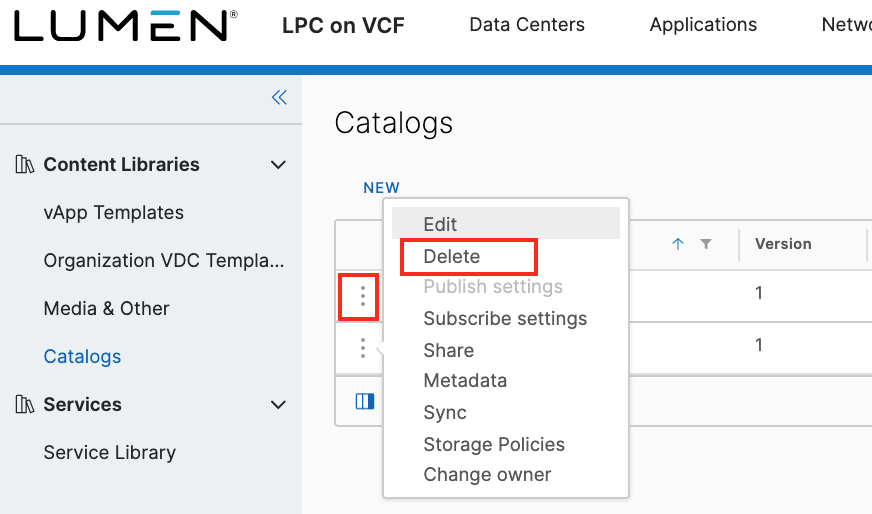 LUMEN®
LPC on VCF
Data Centers
Applications
Netwo
Content Libraries
vApp Templates
Organization VDC Templa...
Media & Other
Catalogs
Services
Service Library
Catalogs
NEW
Version
1
1
Edit
Delete
Publish settings
Subscribe settings
Share
Metadata
Sync
Storage Policies
Change owner